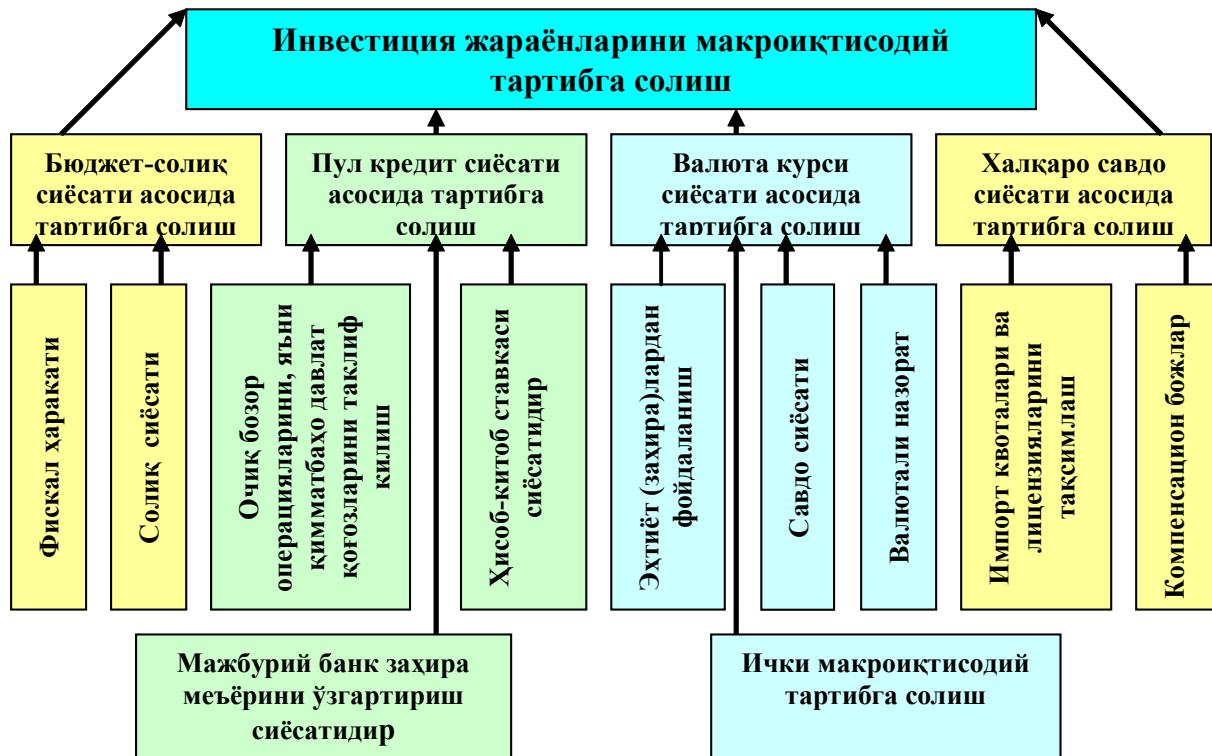 Инвестиция жараёнларини макроиқтисодий
тартибга солиш
Бюджет-солиқ
сиёсати асосида
тартибга солиш
Пул кредит сиёсати
асосида тартибга
солиш
Валюта курси
сиёсати асосида
тартибга солиш
Халқаро савдо
сиёсати асосида
тартибга солиш
Фискал ҳаракати
Солиқ сиёсати
Очиқ бозор
операцияларини, яъни
қимматбаҳо давлат
қоғозларини таклиф
килиш
Ҳисоб-китоб ставкаси
сиёсатидир
Эҳтиёт (заҳира)лардан
фойдаланиш
Савдо сиёсати
Валютали назорат
Импорт квоталари ва
лицензияларини
тақсимлаш
Компенсацион божлар
Мажбурий банк заҳира
меъёрини ўзгартириш
сиёсатидир
Ички макроиқтисодий
тартибга солиш